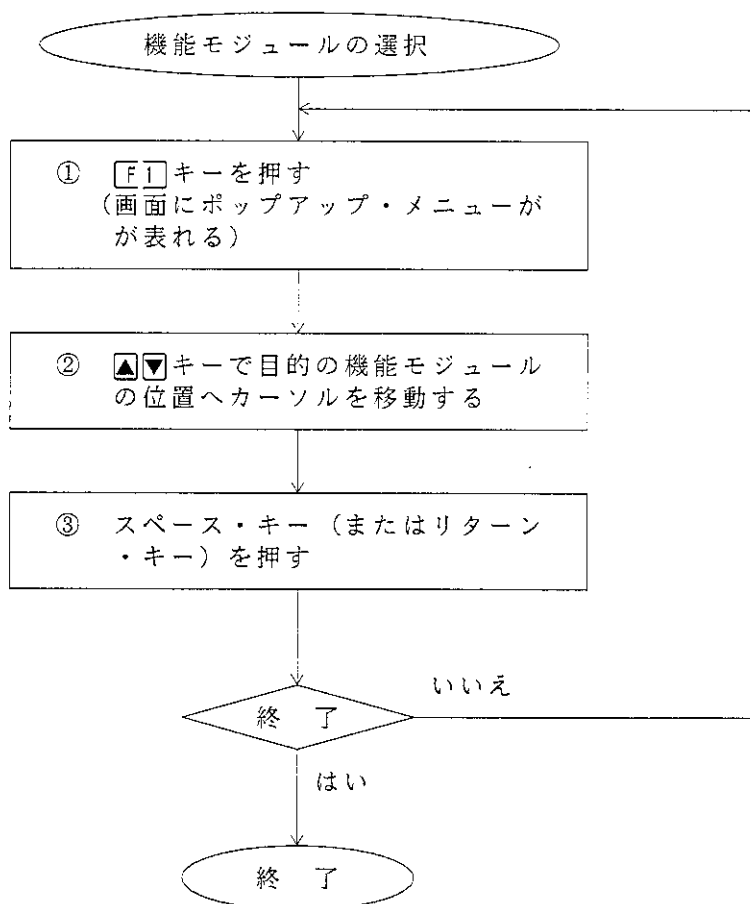 機能モジュールの選択
① F1キーを押す
(画面にポップアップ・メニューが
が表れる)
② ▲▼キーで目的の機能モジュール
の位置へカーソルを移動する
③ スペース・キー(またはリターン
・キー)を押す
いいえ
終 了
はい
終 了